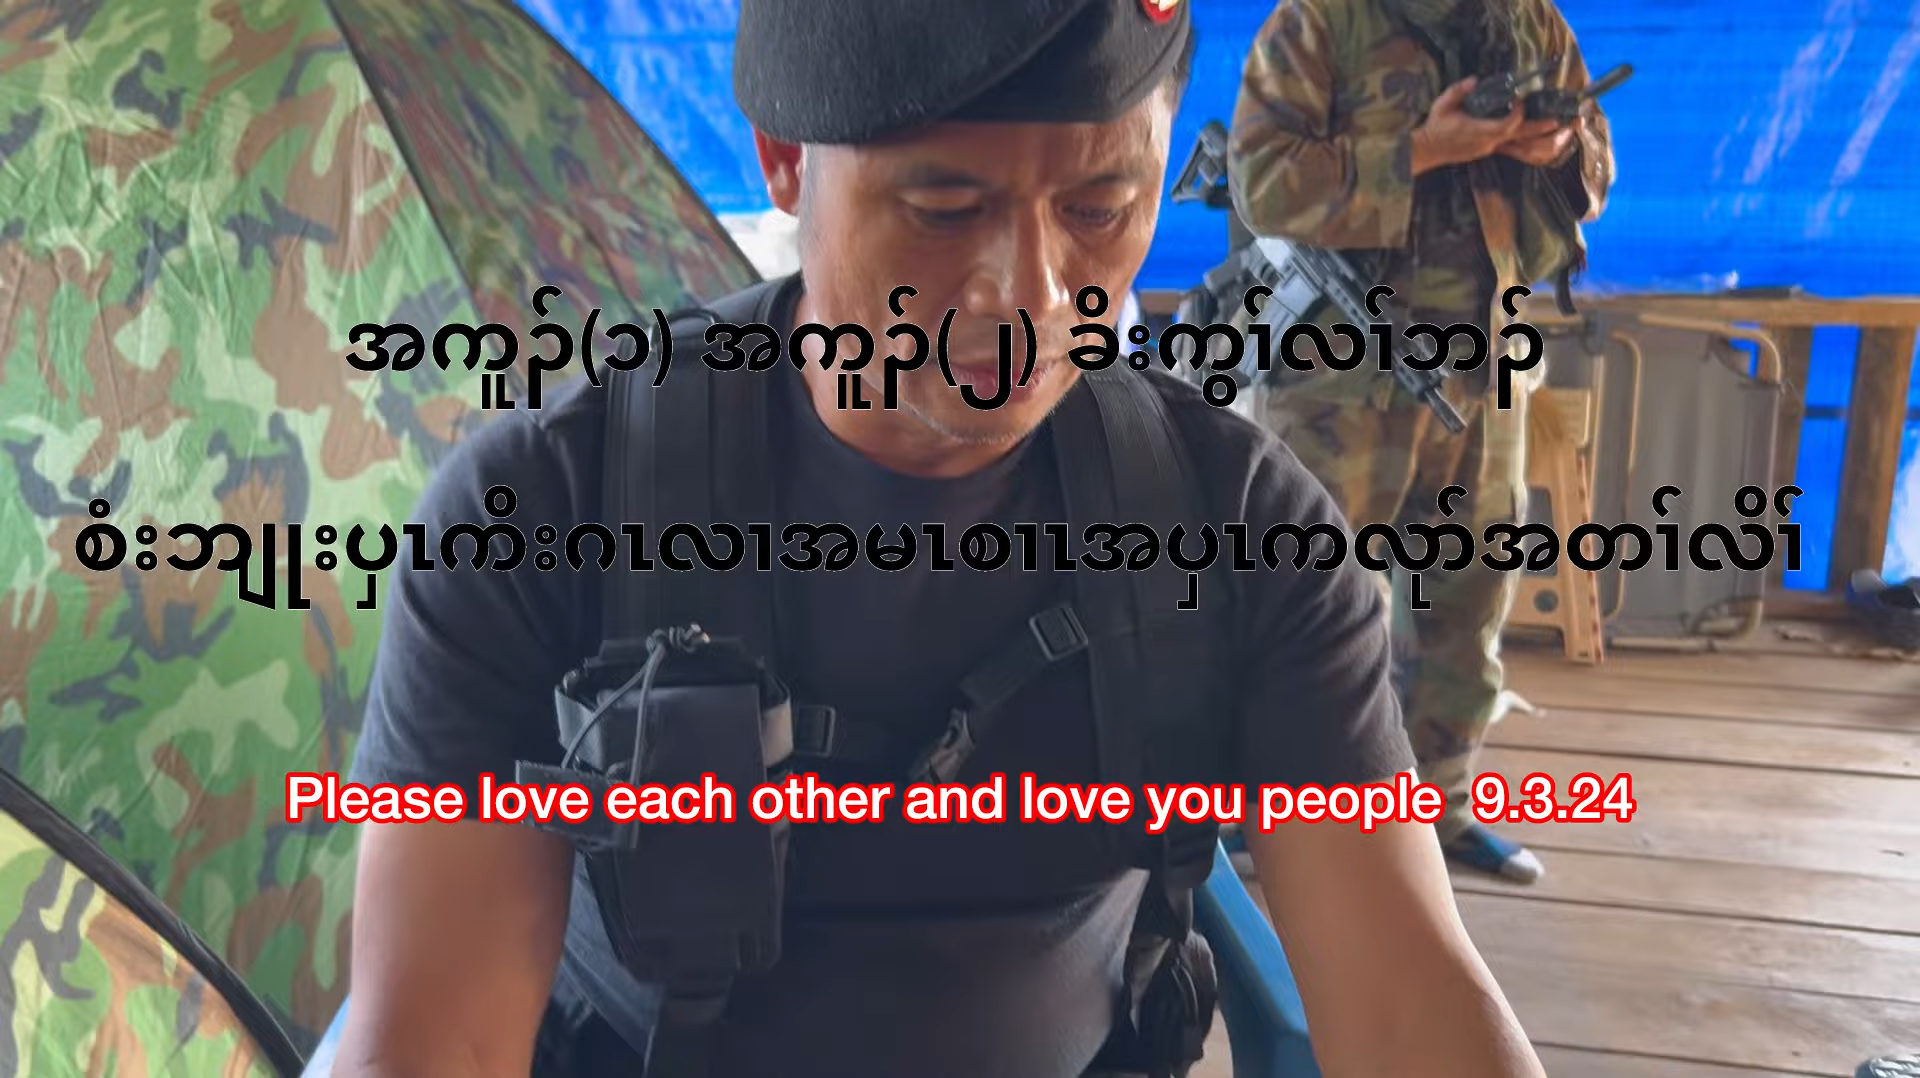 အကူၣ်(၁) အကူၣ်(၂) ခိးကွၢ်လၢ်ဘၣ်
စံးဘျုးပှၤကိးဂၤလၢအမၤစၢၤအပှၤကလုာ်အတၢ်လိၢ်
Please love each other and love you people 9.3.24